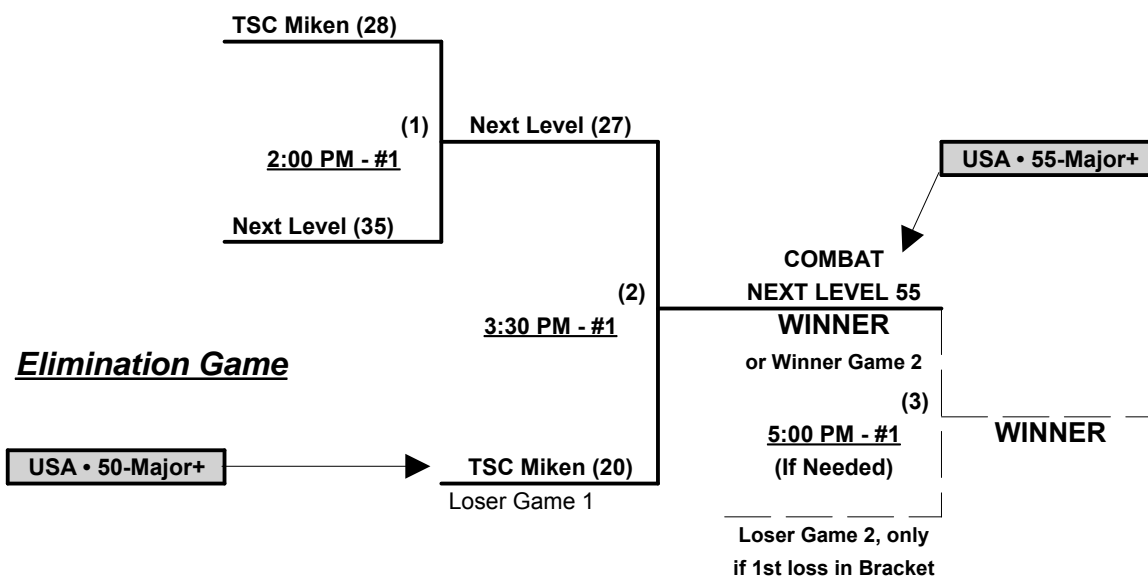 TSC Miken (28)
(1)
Next Level (27)
2:00 PM - #1
USA • 55-Major+
Next Level (35)
COMBAT
(2)
NEXT LEVEL 55
3:30 PM - #1
WINNER
Elimination Game
or Winner Game 2
(3)
5:00 PM - #1
WINNER
USA • 50-Major+
TSC Miken (20)
(If Needed)
Loser Game 1
Loser Game 2, only
if 1st loss in Bracket